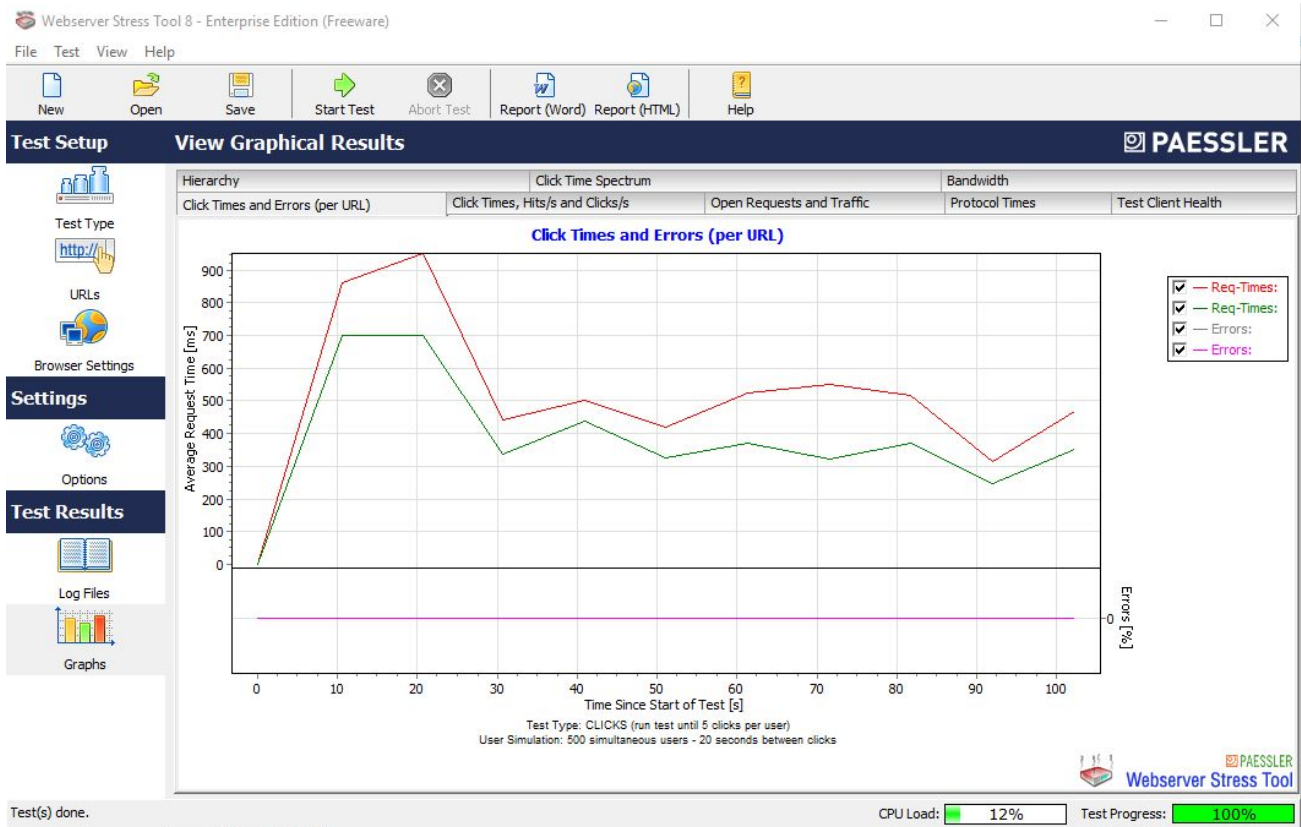 Webserver Stress Tool 8 - Enterprise Edition (Freeware)
File Test View Help
New Open Save Start Test Abort Test Report (Word) Report (HTML) Help
Test Setup
View Graphical Results
PAESSLER
Test Type
http://
URLs
Browser Settings
Settings
Options
Test Results
Log Files
Graphs
Hierarchy Click Time Spectrum Bandwidth
Click Times and Errors (per URL) Click Times, Hits/s and Clicks/s Open Requests and Traffic Protocol Times Test Client Health
Click Times and Errors (per URL)
Average Request Time [ms]
900
800
700
600
500
400
300
200
100
0
Req-Times:
Req-Times:
Errors:
Errors:
0
Errors [%]
0 10 20 30 40 50 60 70 80 90 100
Time Since Start of Test [s]
Test Type: CLICKS (run test until 5 clicks per user)
User Simulation: 500 simultaneous users - 20 seconds between clicks
PAESSLER
Webserver Stress Tool
Test(s) done.
CPU Load: 12% Test Progress: 100%